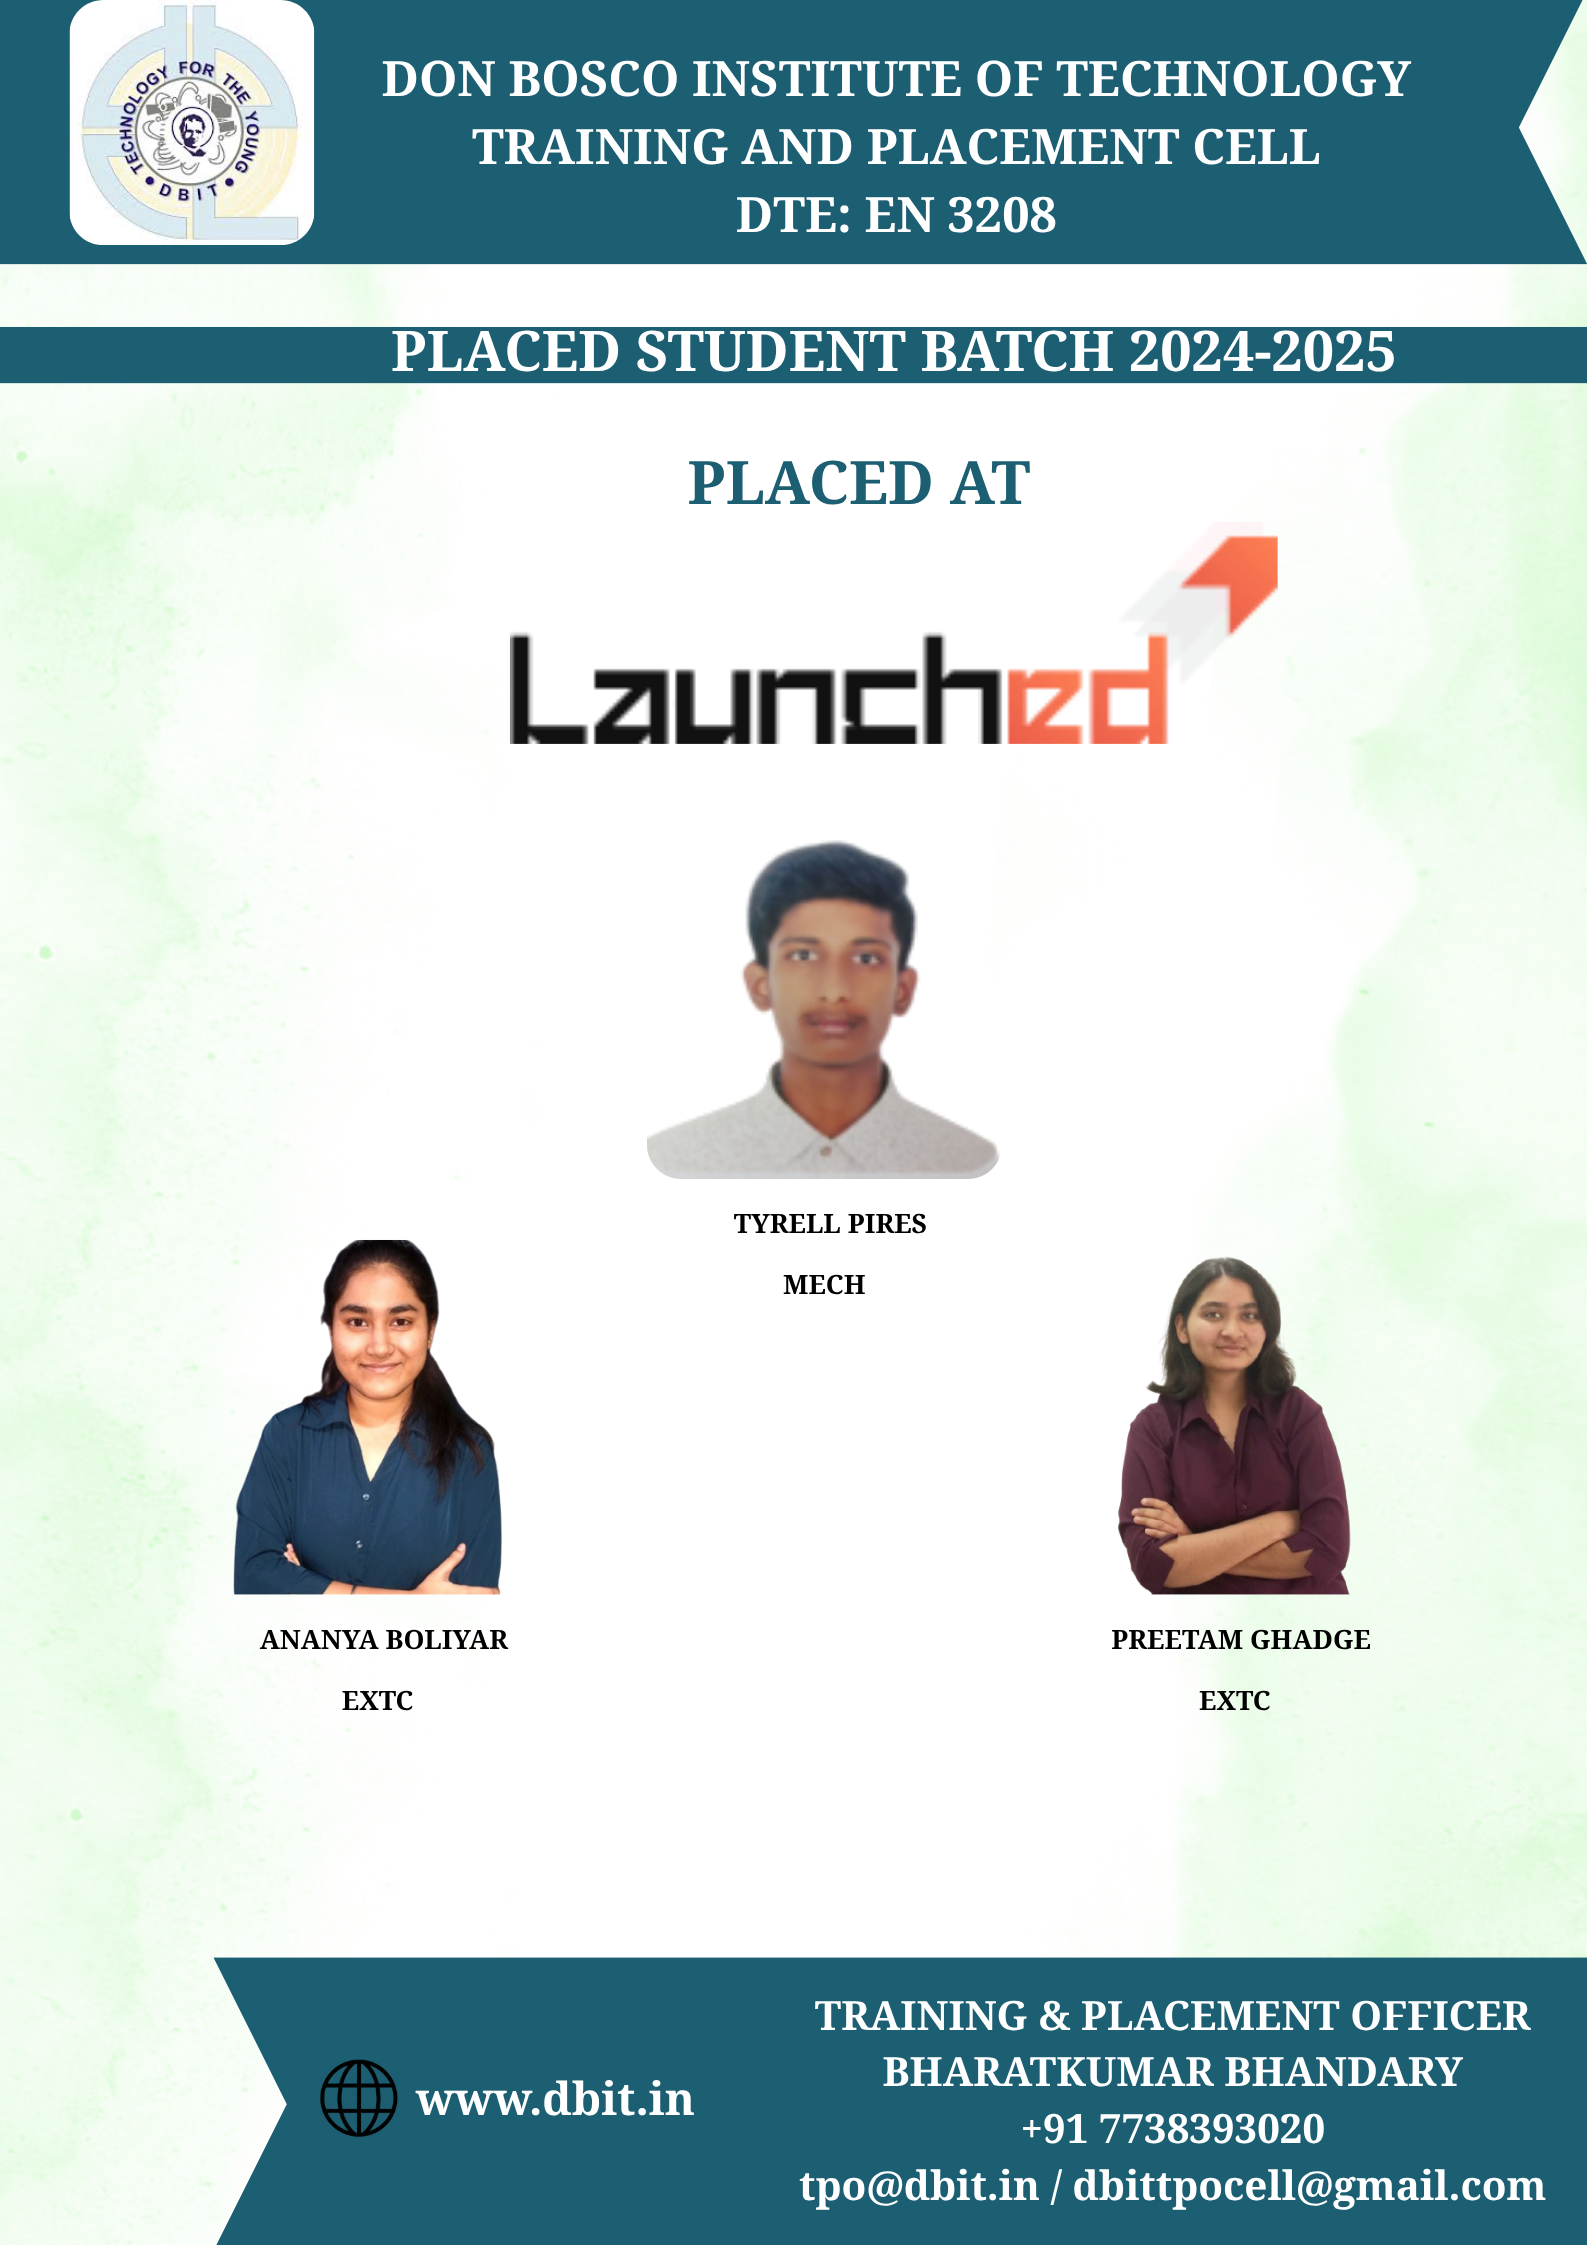 TECHNOLOGY FOR THE YOUNG
DBIT
DON BOSCO INSTITUTE OF TECHNOLOGY
TRAINING AND PLACEMENT CELL
DTE: EN 3208
PLACED STUDENT BATCH 2024-2025
PLACED AT
Launched
TYRELL PIRES
MECH
ANANYA BOLIYAR
EXTC
PREETAM GHADGE
EXTC
www.dbit.in
TRAINING & PLACEMENT OFFICER
BHARATKUMAR BHANDARY
+91 7738393020
tpo@dbit.in / dbittpocell@gmail.com